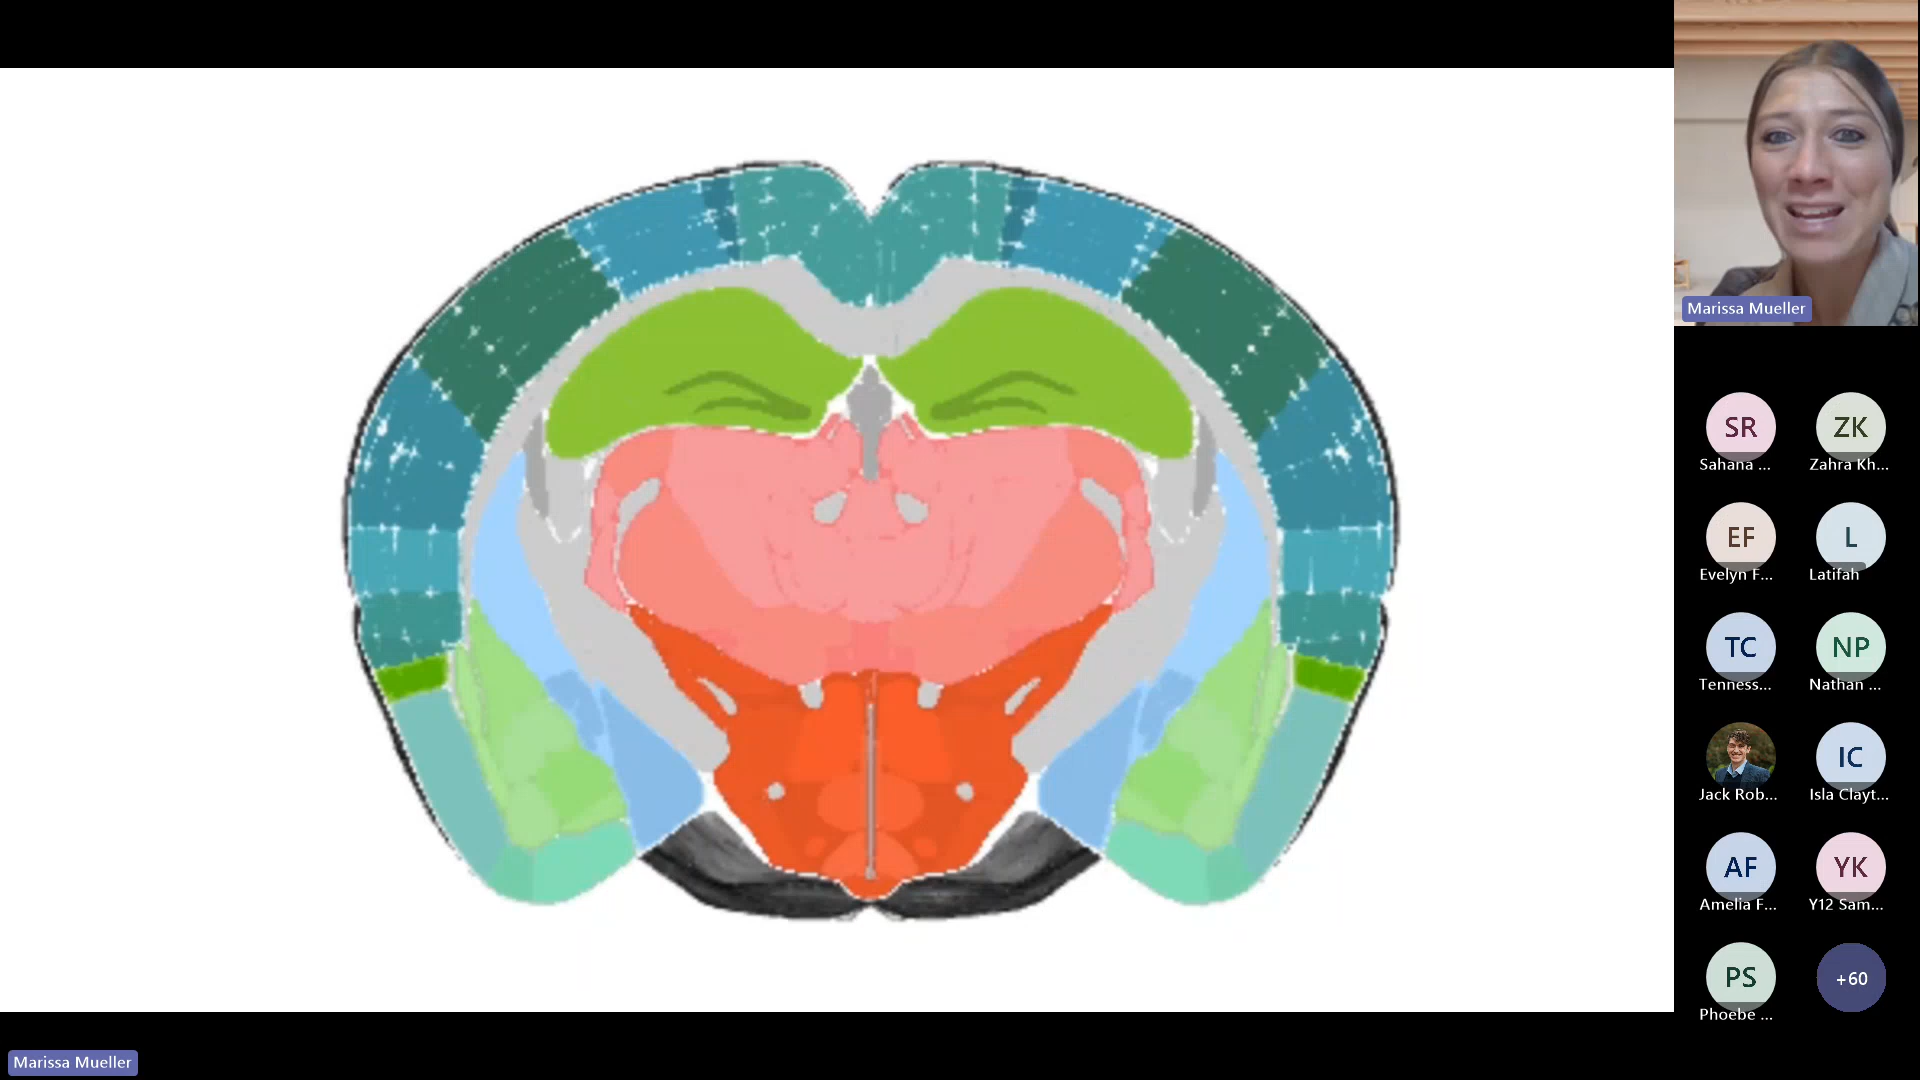 Marissa Mueller
SR
Sahana ...
ZK
Zahra Kh...
EF
Evelyn F...
L
Latifah
TC
Tenness...
NP
Nathan ...
Jack Rob...
IC
Isla Clayt...
AF
Amelia F...
YK
Y12 Sam...
PS
Phoebe ...
+60
Marissa Mueller